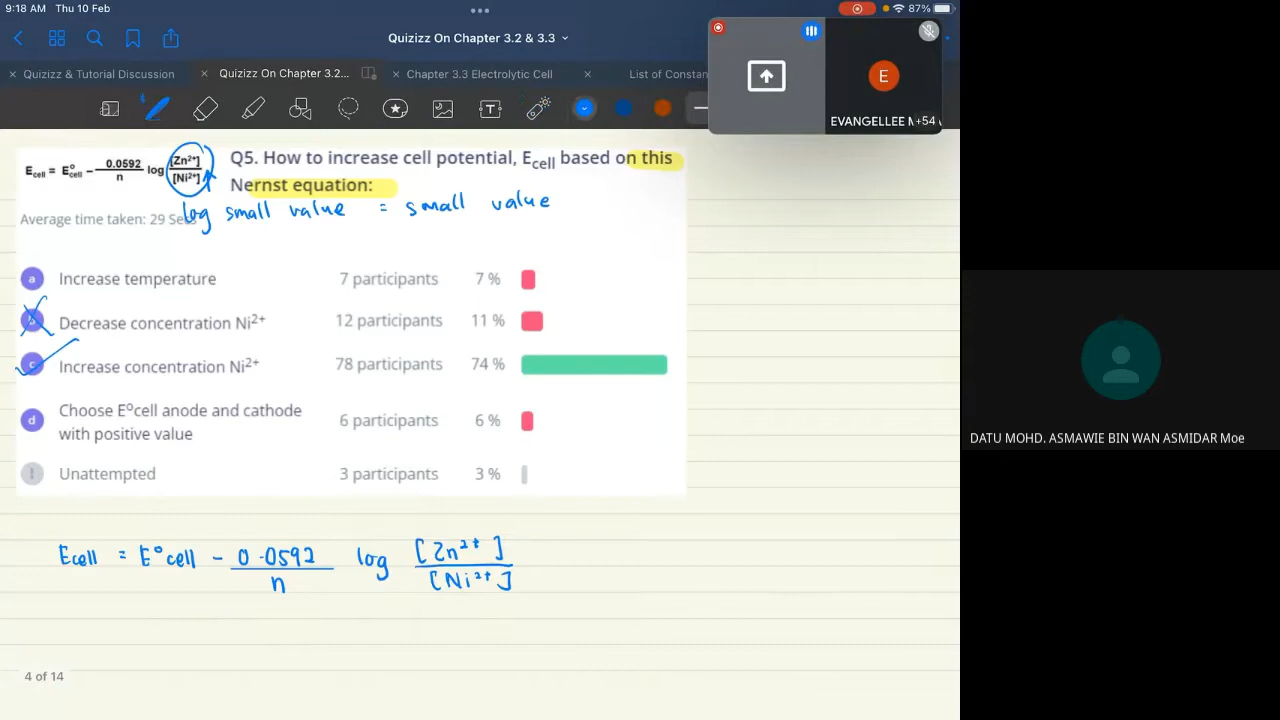 9:18 AM Thu 10 Feb
87%
Quizizz On Chapter 3.2 & 3.3
Quizizz & Tutorial Discussion
Quizizz On Chapter 3.2...
Chapter 3.3 Electrolytic Cell
List of Constan
E
EVANGELLEE M
+54
Ecell = E°cell – 0.0592/n log [Zn²⁺]/[Ni²⁺]
Q5. How to increase cell potential, Ecell based on this
Nernst equation:
log small value = small value
Average time taken: 29 Se
a Increase temperature 7 participants 7 %
Decrease concentration Ni²⁺ 12 participants 11 %
c Increase concentration Ni²⁺ 78 participants 74 %
d Choose E°cell anode and cathode with positive value 6 participants 6 %
! Unattempted 3 participants 3 %
Ecell = E°cell – 0.0592/n log [Zn²⁺]/[Ni²⁺]
4 of 14
DATU MOHD. ASMAWIE BIN WAN ASMIDAR Moe